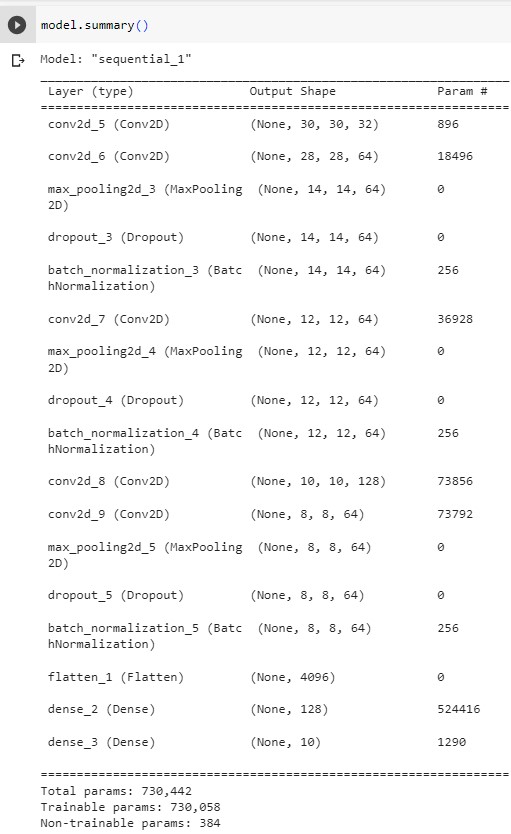 model.summary()
Model: "sequential_1"
Layer (type) Output Shape Param #
conv2d_5 (Conv2D) (None, 30, 30, 32) 896
conv2d_6 (Conv2D) (None, 28, 28, 64) 18496
max_pooling2d_3 (MaxPooling (None, 14, 14, 64) 0
2D)
dropout_3 (Dropout) (None, 14, 14, 64) 0
batch_normalization_3 (Batc (None, 14, 14, 64) 256
hNormalization)
conv2d_7 (Conv2D) (None, 12, 12, 64) 36928
max_pooling2d_4 (MaxPooling (None, 12, 12, 64) 0
2D)
dropout_4 (Dropout) (None, 12, 12, 64) 0
batch_normalization_4 (Batc (None, 12, 12, 64) 256
hNormalization)
conv2d_8 (Conv2D) (None, 10, 10, 128) 73856
conv2d_9 (Conv2D) (None, 8, 8, 64) 73792
max_pooling2d_5 (MaxPooling (None, 8, 8, 64) 0
2D)
dropout_5 (Dropout) (None, 8, 8, 64) 0
batch_normalization_5 (Batc (None, 8, 8, 64) 256
hNormalization)
flatten_1 (Flatten) (None, 4096) 0
dense_2 (Dense) (None, 128) 524416
dense_3 (Dense) (None, 10) 1290
Total params: 730,442
Trainable params: 730,058
Non-trainable params: 384